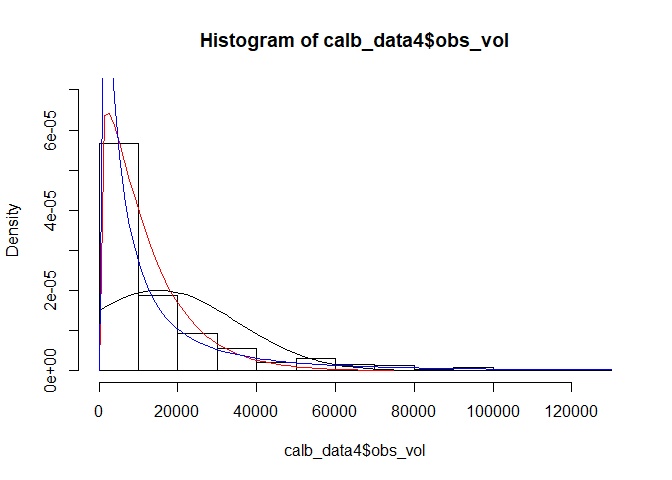 Histogram of calb_data4$obs_vol
Density
0e+00
2e-05
4e-05
6e-05
0
20000
40000
60000
80000
100000
120000
calb_data4$obs_vol